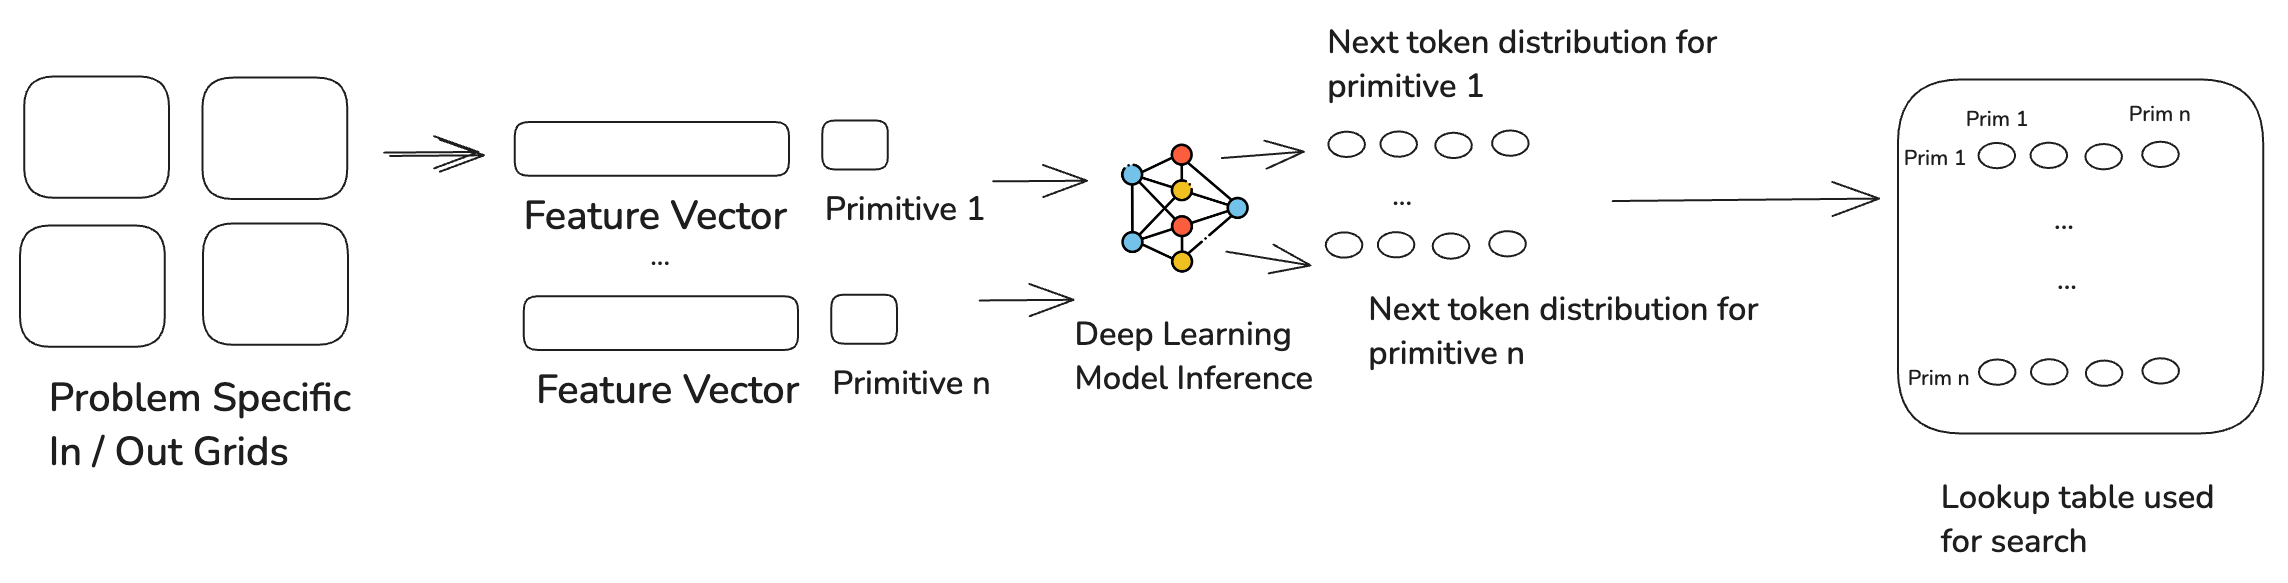 Problem Specific
In / Out Grids
Feature Vector
Primitive 1
...
Feature Vector
Primitive n
Deep Learning
Model Inference
Next token distribution for
primitive 1
...
Next token distribution for
primitive n
Prim 1
Prim n
Prim 1
...
...
Prim n
Lookup table used
for search